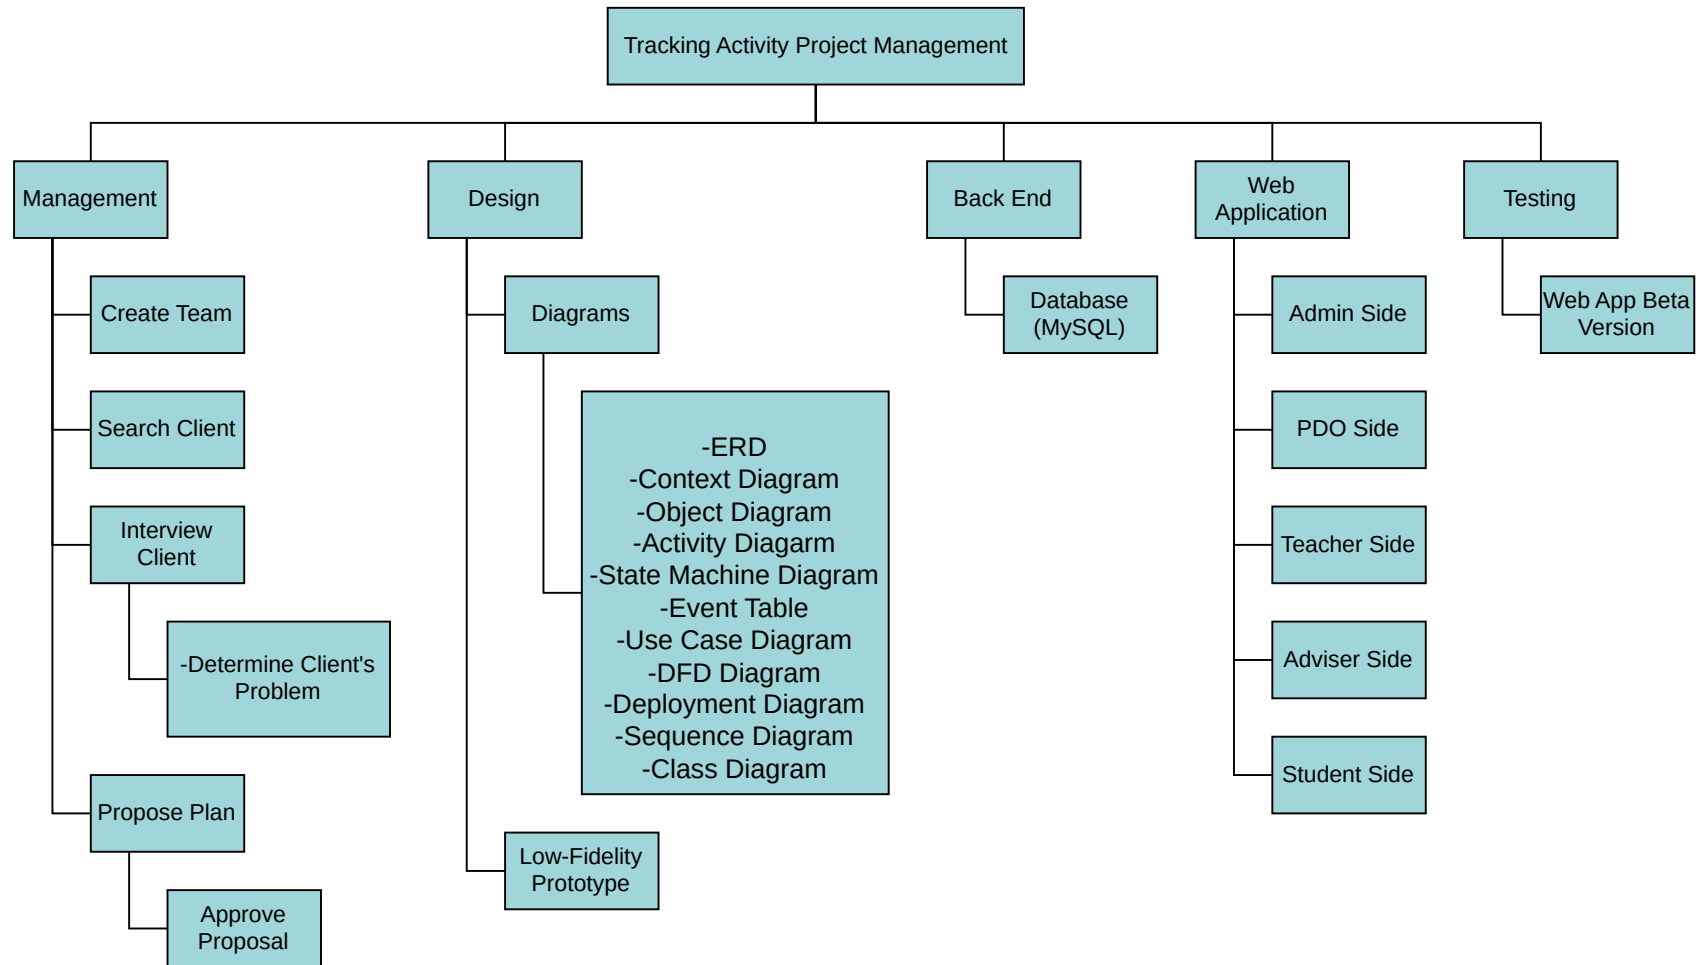 Tracking Activity Project Management
Management
Design
Back End
Web
Application
Testing
Create Team
Search Client
Interview
Client
-Determine Client's
Problem
Propose Plan
Approve
Proposal
Diagrams
-ERD
-Context Diagram
-Object Diagram
-Activity Diagarm
-State Machine Diagram
-Event Table
-Use Case Diagram
-DFD Diagram
-Deployment Diagram
-Sequence Diagram
-Class Diagram
Low-Fidelity
Prototype
Database
(MySQL)
Admin Side
PDO Side
Teacher Side
Adviser Side
Student Side
Web App Beta
Version